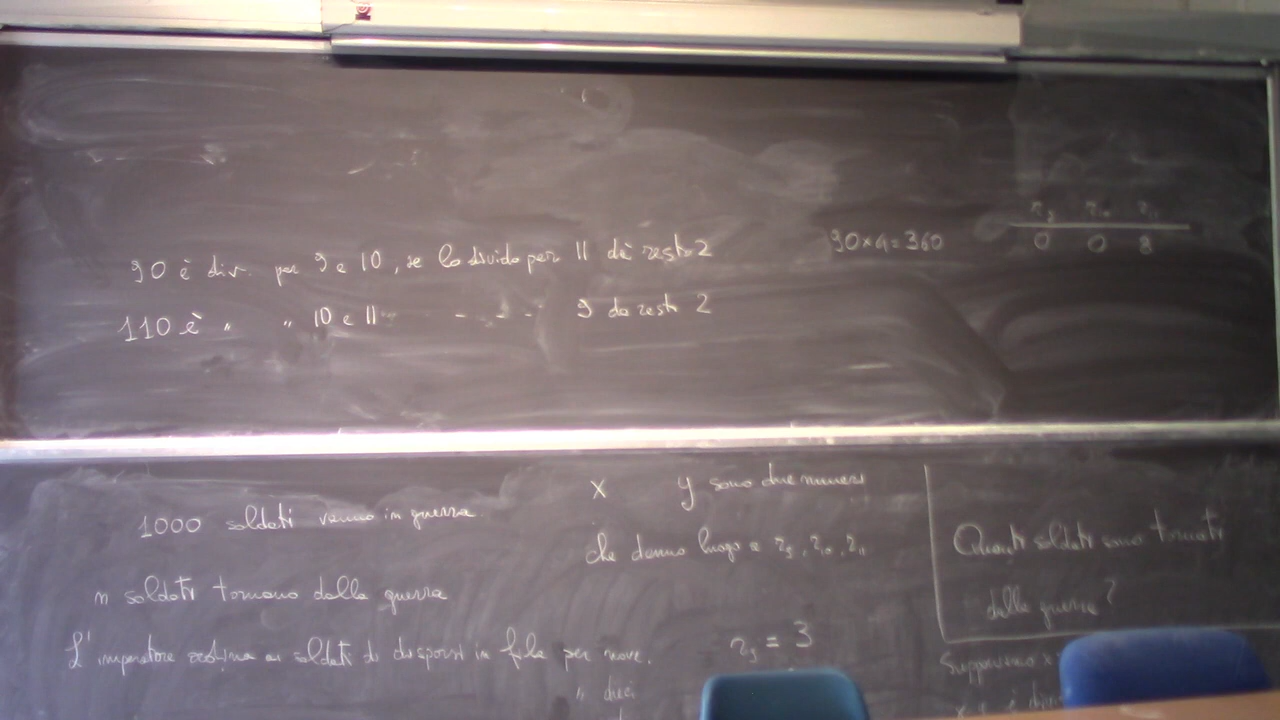 90 è div. per 9 e 10, se lo divido per 11 dà resto 2
110 è " " 10 e 11 - - - 9 da resto 2
90×4=360
r₉ r₁₀ r₁₁
0 0 8
1000 soldati vanno in guerra.
n soldati tornano dalla guerra
L'imperatore ordina ai soldati di disporsi in fila per nove.
" dieci
x y sono due numeri
che danno luogo a r₉, r₁₀, r₁₁
r₉ = 3
Quanti soldati sono tornati
dalla guerra?
Supponiamo x